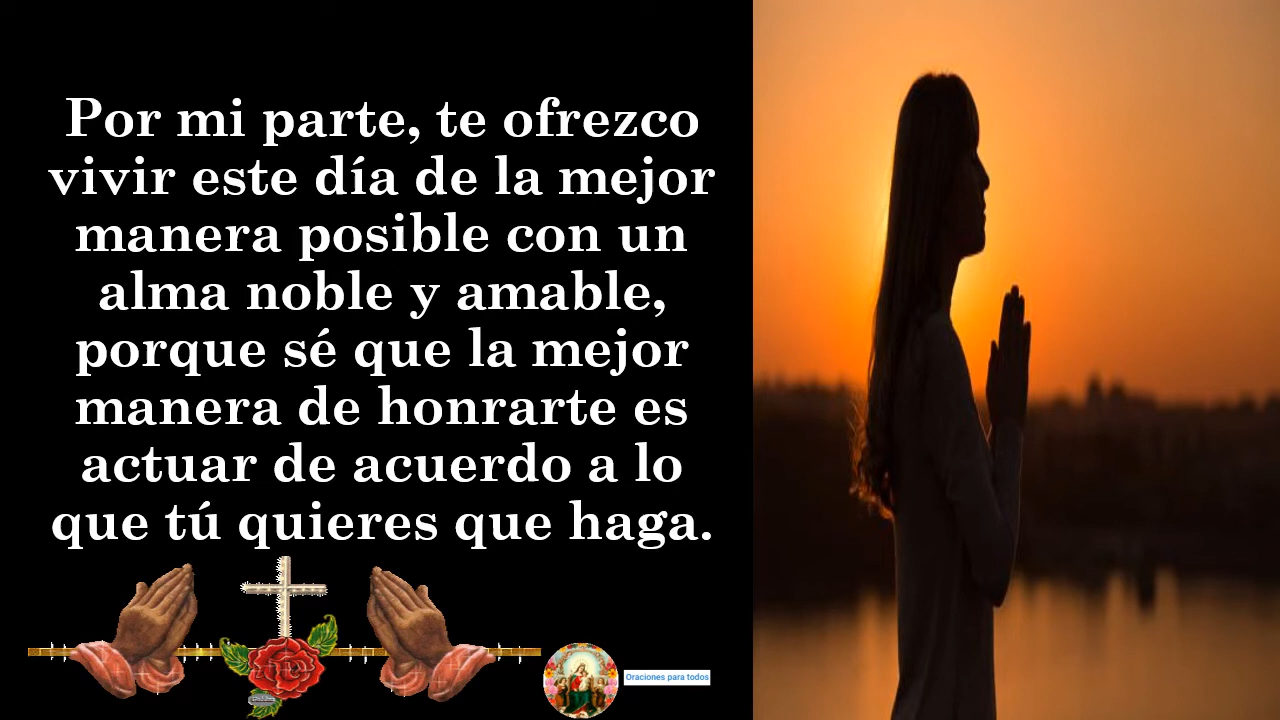 Por mi parte, te ofrezco
vivir este día de la mejor
manera posible con un
alma noble y amable,
porque sé que la mejor
manera de honrarte es
actuar de acuerdo a lo
que tú quieres que haga.
Oraciones para todos